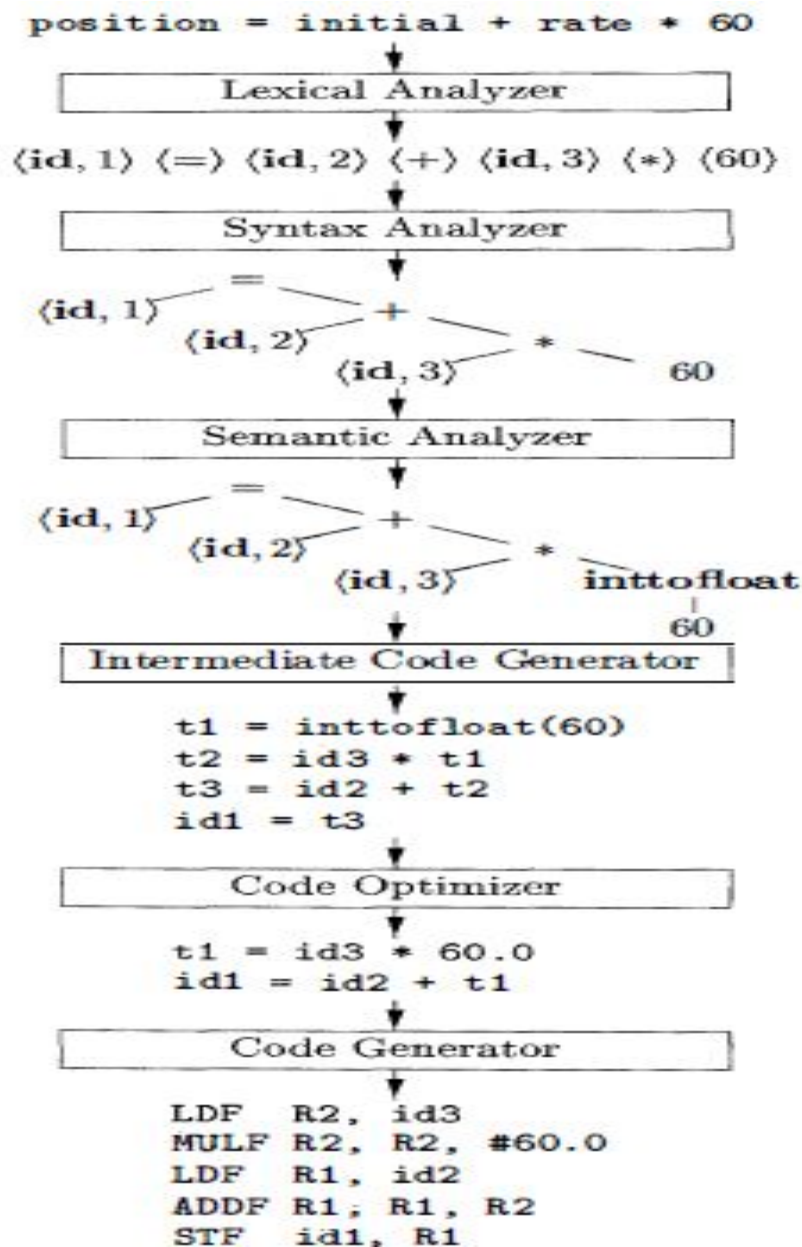 position = initial + rate * 60
Lexical Analyzer
⟨id, 1⟩ ⟨=⟩ ⟨id, 2⟩ ⟨+⟩ ⟨id, 3⟩ ⟨*⟩ ⟨60⟩
Syntax Analyzer
=
⟨id, 1⟩ +
⟨id, 2⟩ *
⟨id, 3⟩ 60
Semantic Analyzer
=
⟨id, 1⟩ +
⟨id, 2⟩ *
⟨id, 3⟩ inttofloat
60
Intermediate Code Generator
t1 = inttofloat(60)
t2 = id3 * t1
t3 = id2 + t2
id1 = t3
Code Optimizer
t1 = id3 * 60.0
id1 = id2 + t1
Code Generator
LDF R2, id3
MULF R2, R2, #60.0
LDF R1, id2
ADDF R1, R1, R2
STF id1, R1